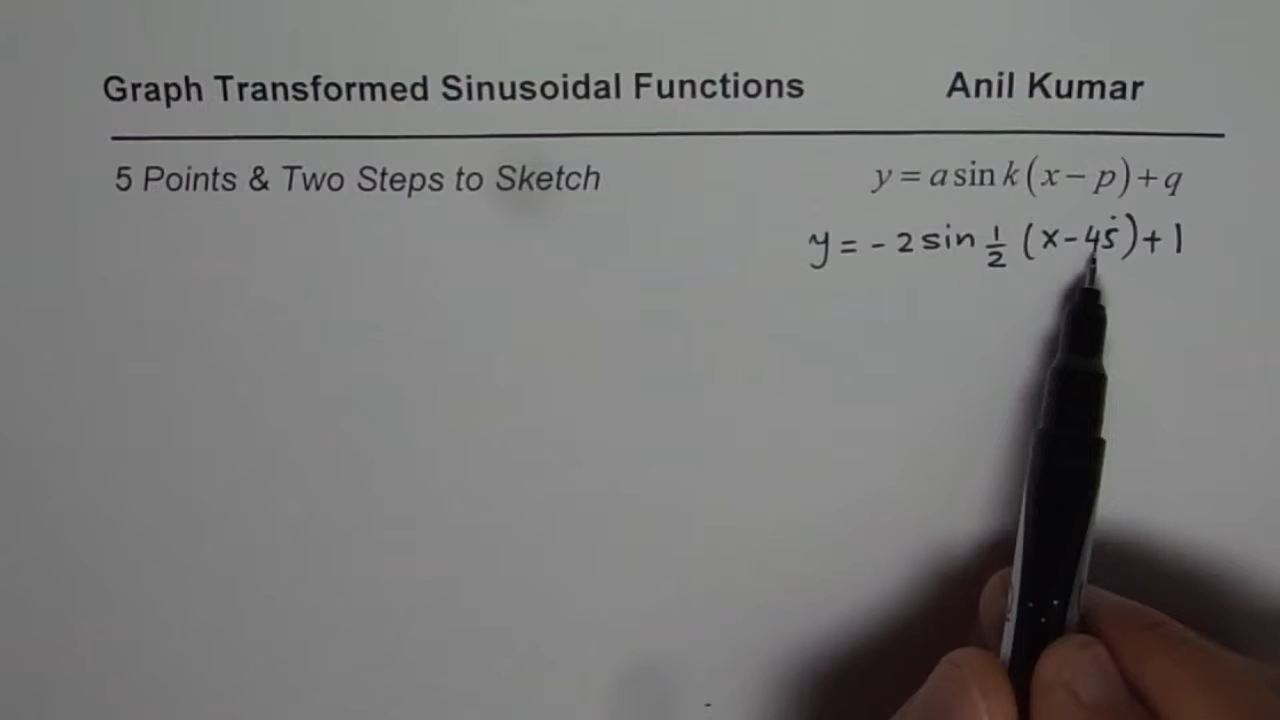 Graph Transformed Sinusoidal Functions Anil Kumar
5 Points & Two Steps to Sketch y = a sin k(x − p) + q
y = - 2 sin 1/2 (x - 45°) + 1